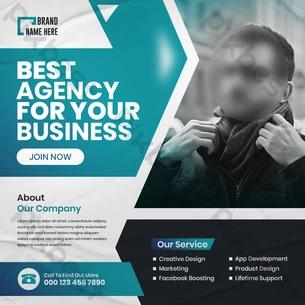 BRAND
NAME HERE
BEST
AGENCY
FOR YOUR
BUSINESS
JOIN NOW
About
Our Company
Call To Find Out More
000 123 456 7890
Our Service
Creative Design
Marketing
Facebook Boosting
App Development
Product Design
Lifetime Support